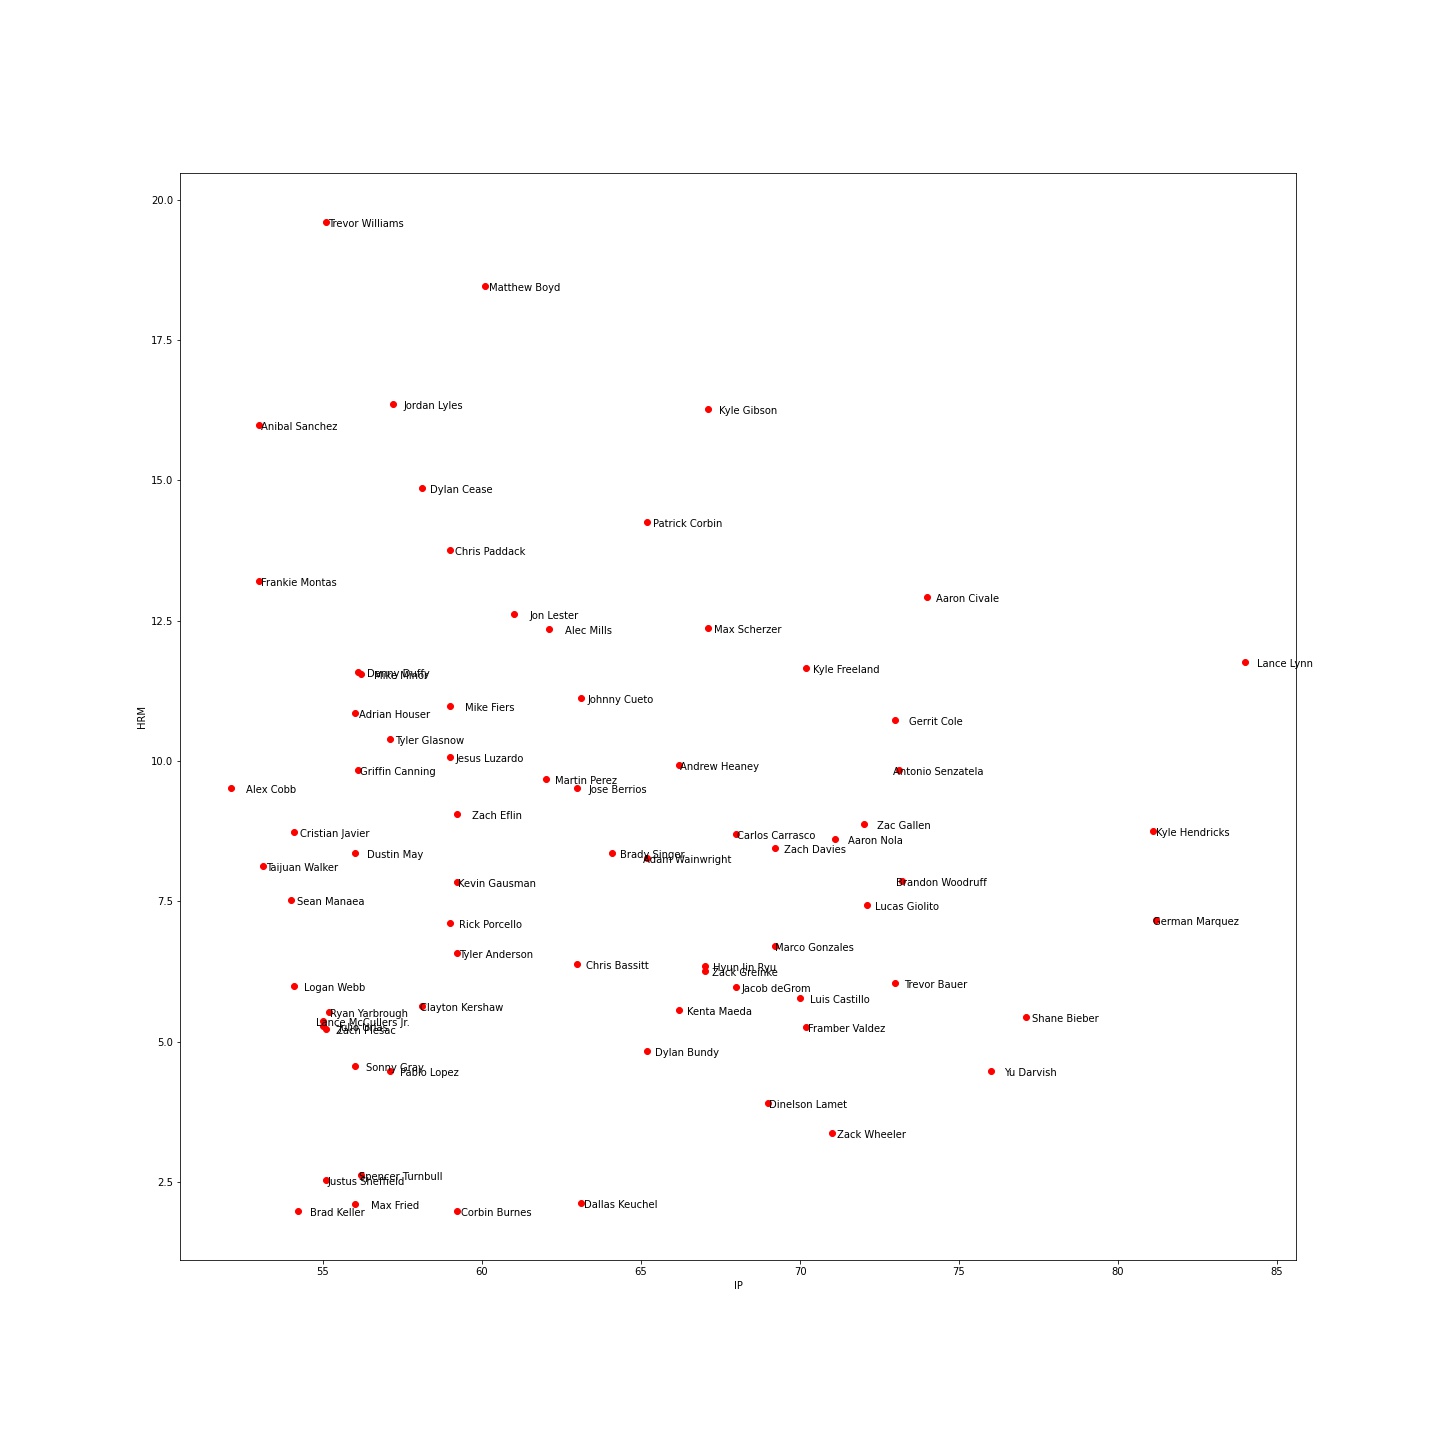 20.0
Trevor Williams
Matthew Boyd
17.5
Jordan Lyles
Kyle Gibson
Anibal Sanchez
15.0
Dylan Cease
Patrick Corbin
Chris Paddack
Frankie Montas
Aaron Civale
12.5
Jon Lester
Alec Mills
Max Scherzer
Lance Lynn
Kyle Freeland
Danny Duffy
Mike Minor
Johnny Cueto
Mike Fiers
HRM
Adrian Houser
Gerrit Cole
Tyler Glasnow
10.0
Jesus Luzardo
Andrew Heaney
Griffin Canning
Antonio Senzatela
Martin Perez
Alex Cobb
Jose Berrios
Zach Eflin
Zac Gallen
Cristian Javier
Kyle Hendricks
Carlos Carrasco
Aaron Nola
Zach Davies
Dustin May
Brady Singer
Adam Wainwright
Taijuan Walker
Kevin Gausman
Brandon Woodruff
7.5
Sean Manaea
Lucas Giolito
German Marquez
Rick Porcello
Marco Gonzales
Tyler Anderson
Chris Bassitt
Hyun Jin Ryu
Zack Greinke
Logan Webb
Trevor Bauer
Jacob deGrom
Luis Castillo
Clayton Kershaw
Kenta Maeda
Ryan Yarbrough
Shane Bieber
Lance McCullers Jr.
Julio Urias
Zach Plesac
Framber Valdez
5.0
Dylan Bundy
Sonny Gray
Pablo Lopez
Yu Darvish
Dinelson Lamet
Zack Wheeler
2.5
Spencer Turnbull
Justus Sheffield
Max Fried
Dallas Keuchel
Brad Keller
Corbin Burnes
55 60 65 70 75 80 85
IP